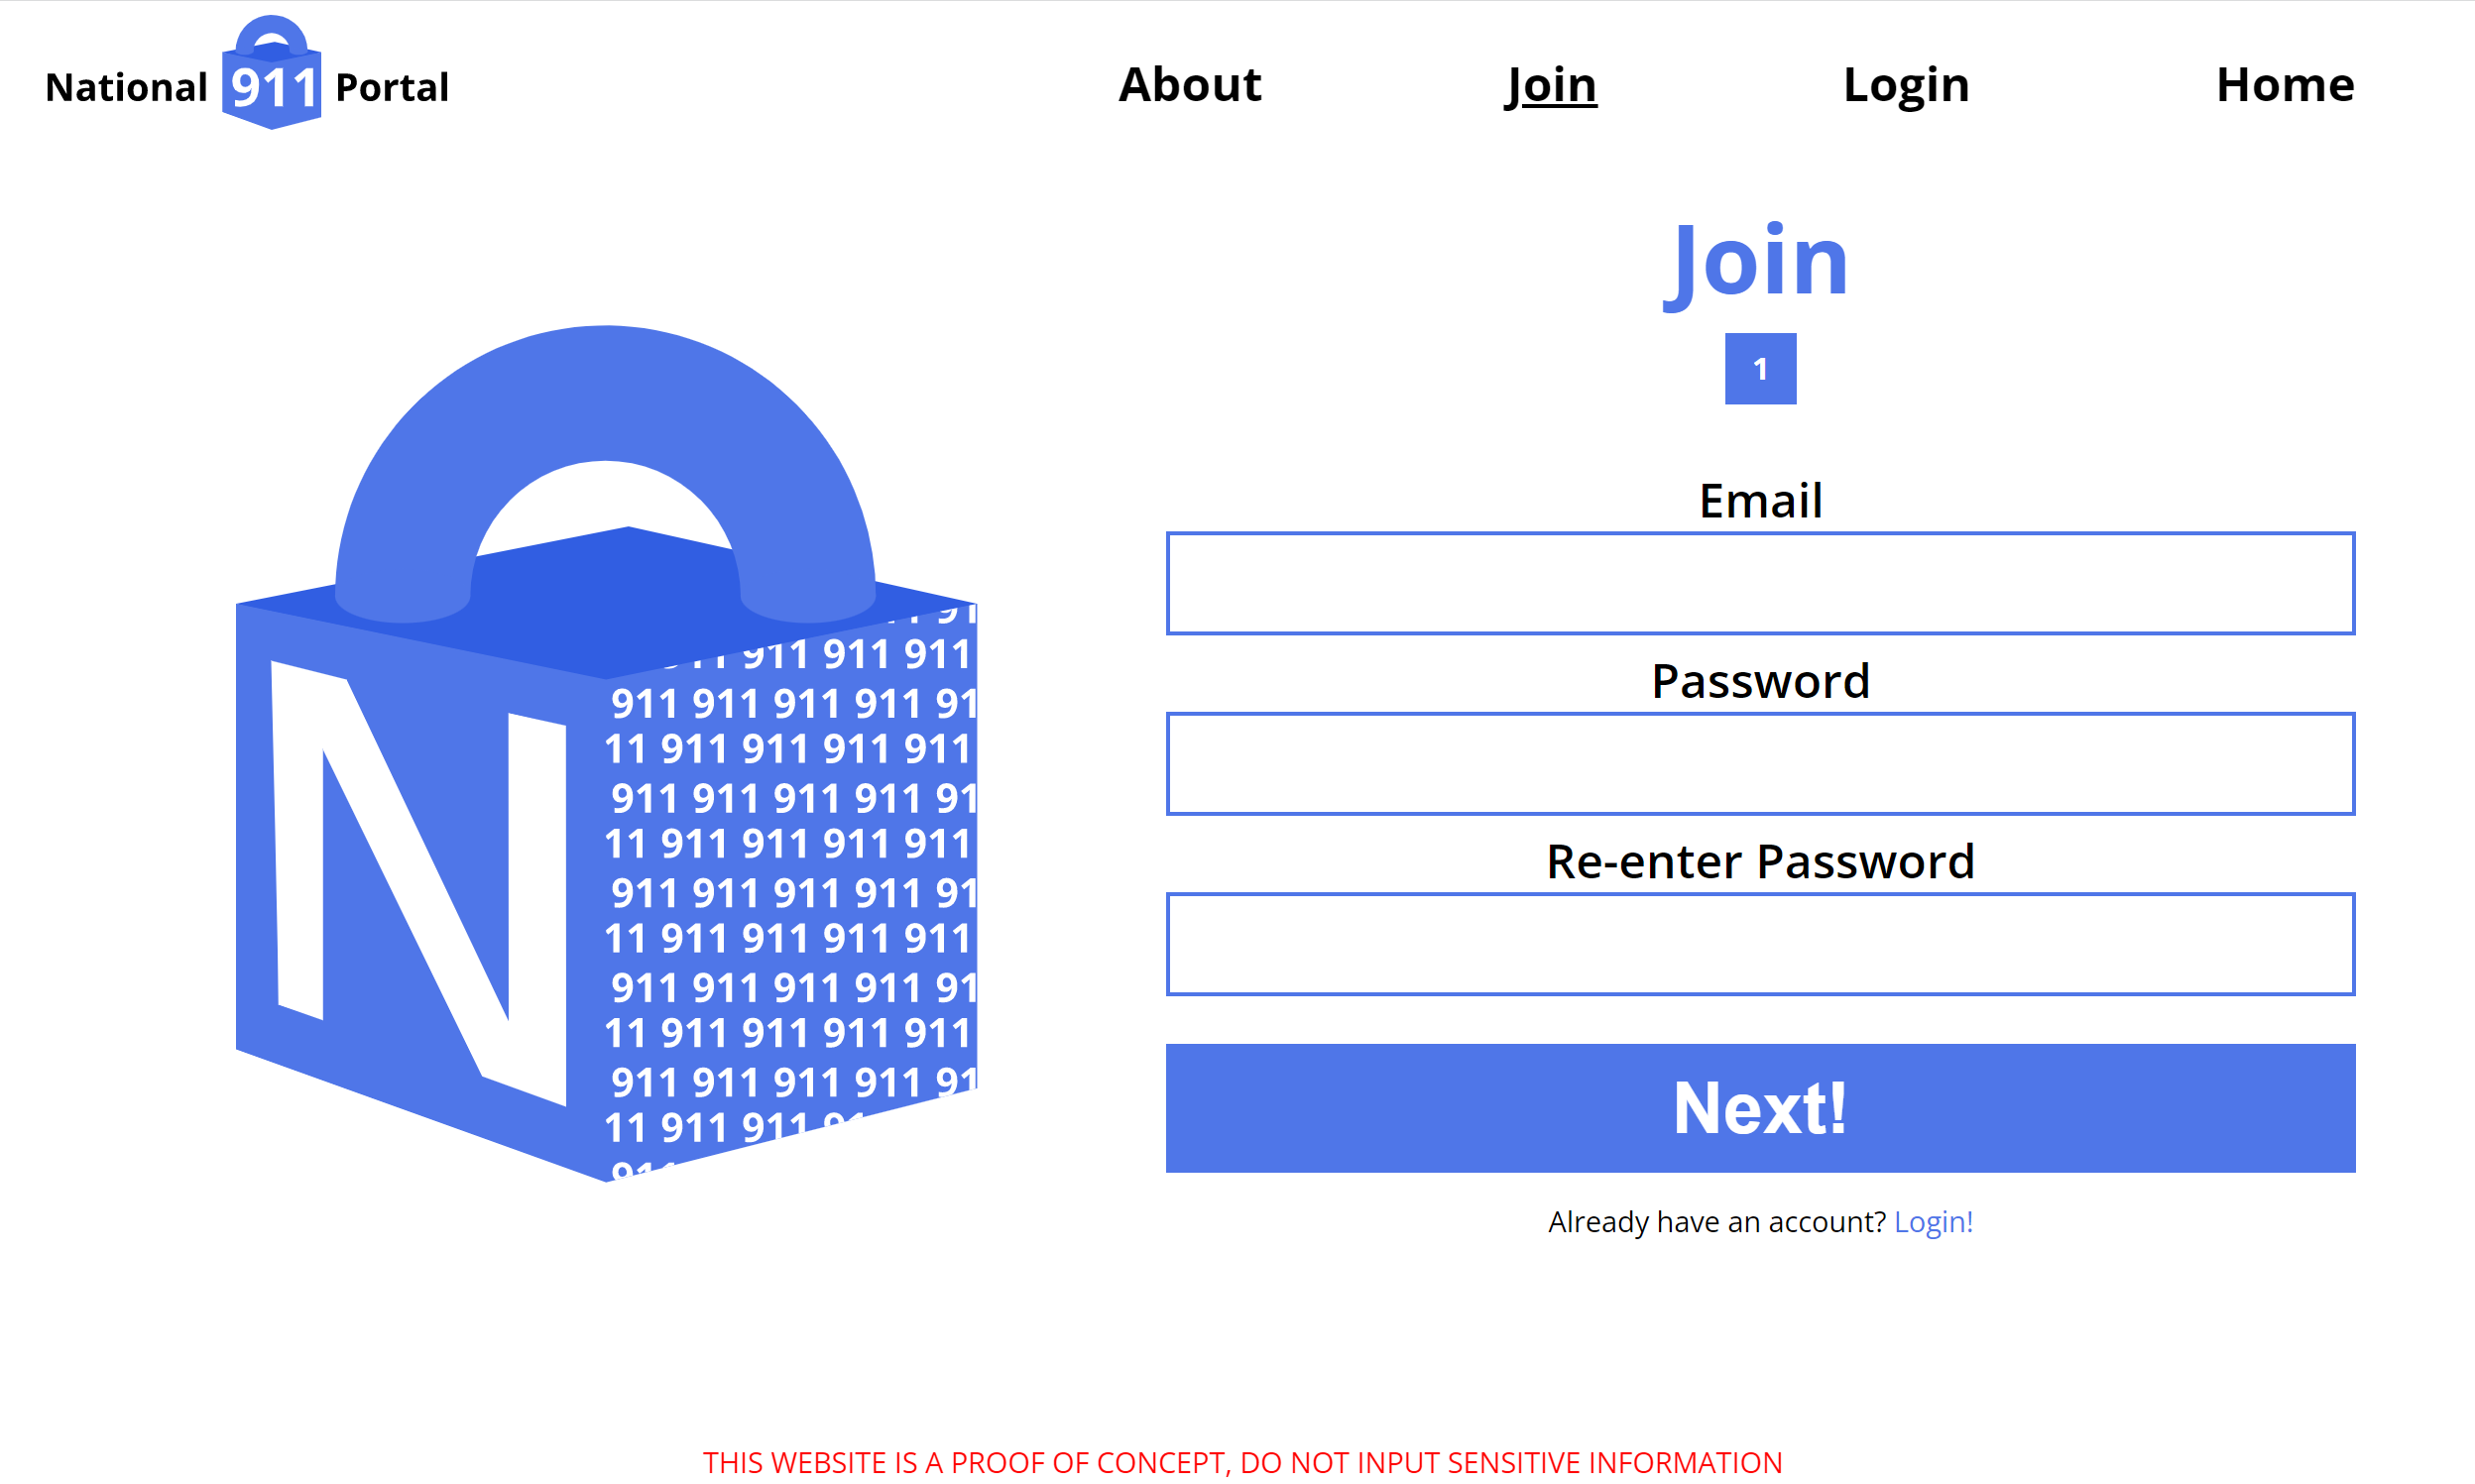 National 911 Portal
About Join Login Home
Join
1
Email
Password
Re-enter Password
Next!
Already have an account? Login!
N
91
911 911 911 911
911 911 911 911 91
11 911 911 911 911
911 911 911 911 91
11 911 911 911 911
911 911 911 911 91
11 911 911 911 911
911 911 911 911 91
11 911 911 911 911
911 911 911 911 91
11 911 911 91
911
THIS WEBSITE IS A PROOF OF CONCEPT, DO NOT INPUT SENSITIVE INFORMATION